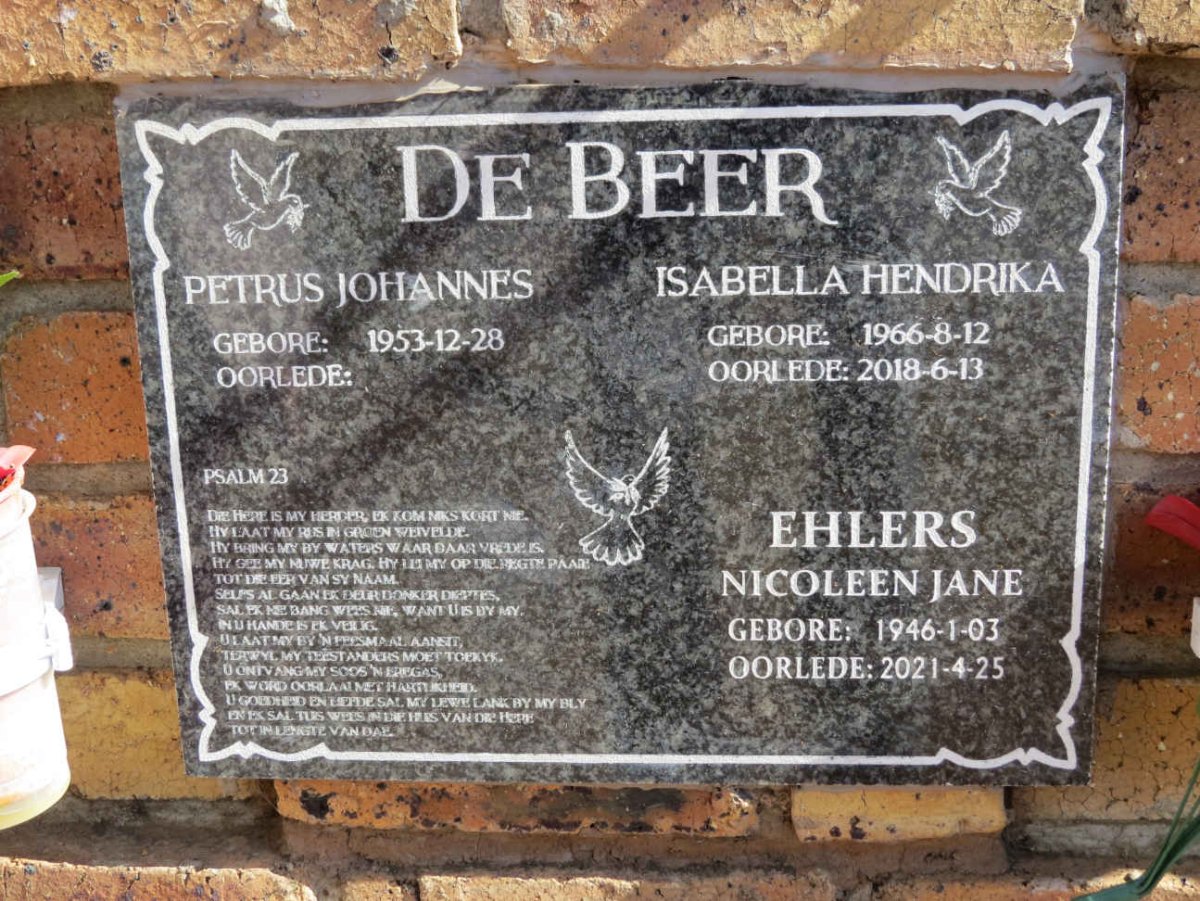 DE BEER
PETRUS JOHANNES
GEBORE: 1953-12-28
OORLEDE:
ISABELLA HENDRIKA
GEBORE: 1966-8-12
OORLEDE: 2018-6-13
PSALM 23
DIE HERE IS MY HERDER, EK KOM NIKS KORT NIE.
HY LAAT MY RUS IN GROEN WEIVELDE.
HY BRING MY BY WATERS WAAR DAAR VREDE IS.
HY GEE MY NUWE KRAG. HY LEI MY OP DIE REGTE PAAIE
TOT DIE EER VAN SY NAAM.
SELFS AL GAAN EK DEUR DONKER DIEPTES,
SAL EK NIE BANG WEES NIE, WANT U IS BY MY.
IN U HANDE IS EK VEILIG.
U LAAT MY BY 'N FEESMAAL AANSIT,
TERWYL MY TEËSTANDERS MOET TOEKYK.
U ONTVANG MY SOOS 'N EREGAS,
EK WORD OORLAAI MET HARTLIKHEID.
U GOEDHEID EN LIEFDE SAL MY LEWE LANK BY MY BLY
EN EK SAL TUIS WEES IN DIE HUIS VAN DIE HERE
TOT IN LENGTE VAN DAE.
EHLERS
NICOLEEN JANE
GEBORE: 1946-1-03
OORLEDE: 2021-4-25